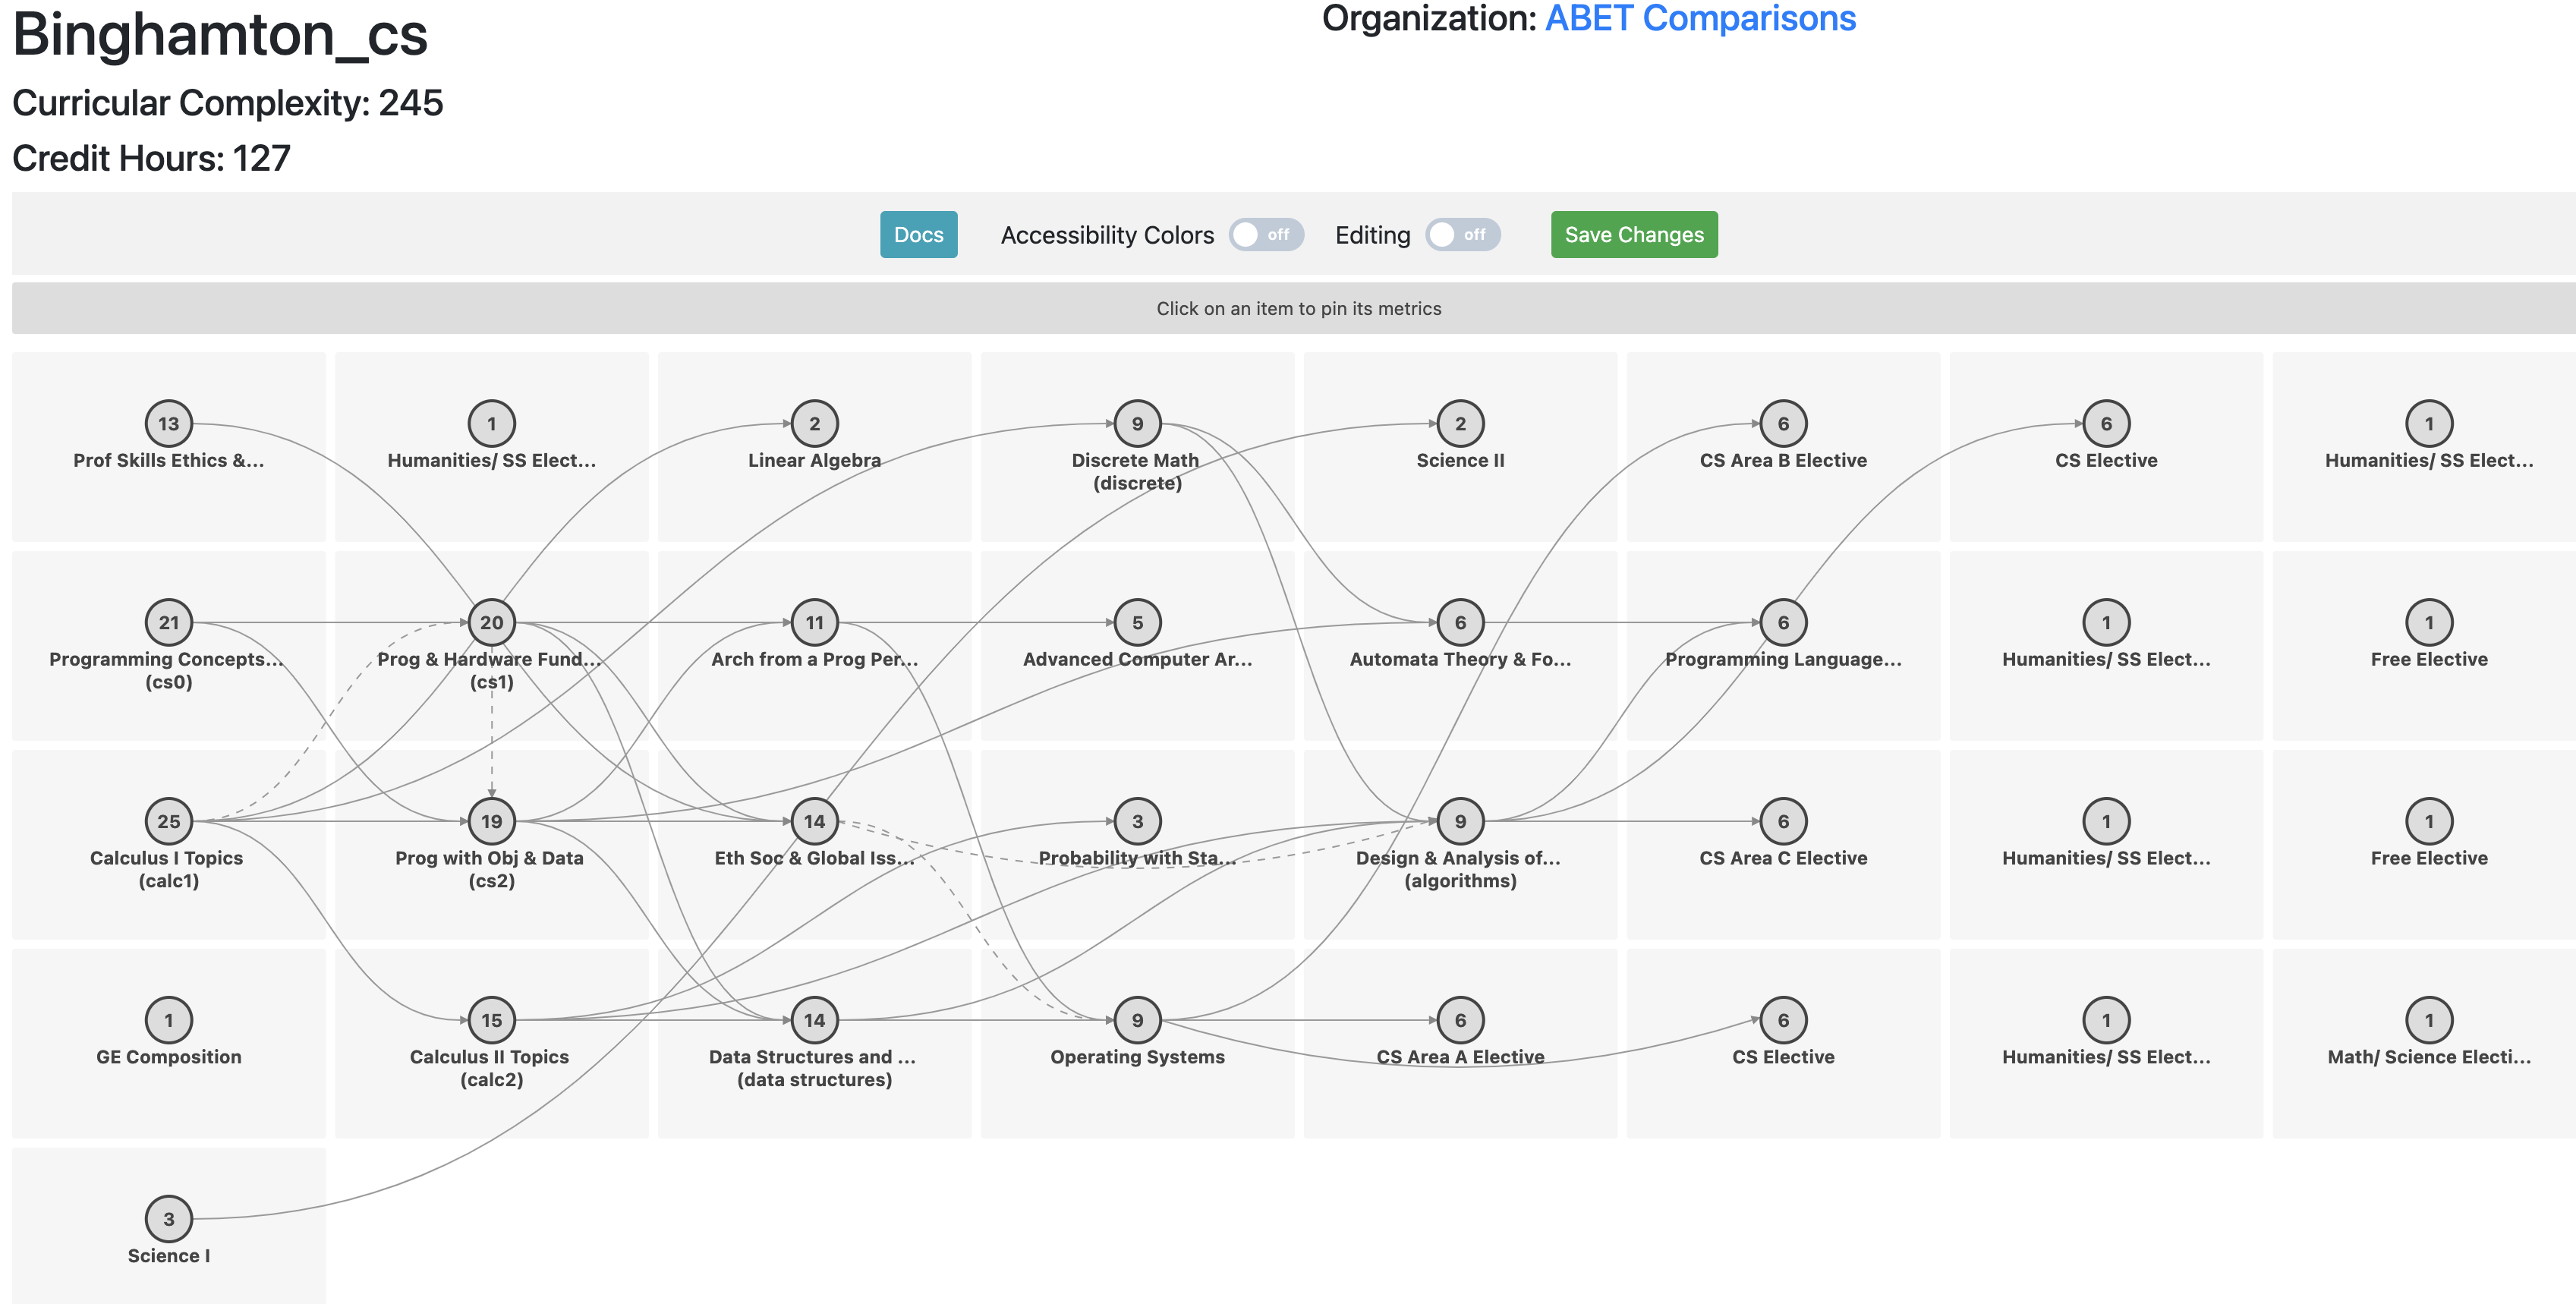 Binghamton_cs
Organization: ABET Comparisons
Curricular Complexity: 245
Credit Hours: 127
Docs
Accessibility Colors
off
Editing
off
Save Changes
Click on an item to pin its metrics
13
Prof Skills Ethics &...
1
Humanities/ SS Elect...
2
Linear Algebra
9
Discrete Math
(discrete)
2
Science II
6
CS Area B Elective
6
CS Elective
1
Humanities/ SS Elect...
21
Programming Concepts...
(cs0)
20
Prog & Hardware Fund...
(cs1)
11
Arch from a Prog Per...
5
Advanced Computer Ar...
6
Automata Theory & Fo...
6
Programming Language...
1
Humanities/ SS Elect...
1
Free Elective
25
Calculus I Topics
(calc1)
19
Prog with Obj & Data
(cs2)
14
Eth Soc & Global Iss...
3
Probability with Sta...
9
Design & Analysis of...
(algorithms)
6
CS Area C Elective
1
Humanities/ SS Elect...
1
Free Elective
1
GE Composition
15
Calculus II Topics
(calc2)
14
Data Structures and ...
(data structures)
9
Operating Systems
6
CS Area A Elective
6
CS Elective
1
Humanities/ SS Elect...
1
Math/ Science Electi...
3
Science I